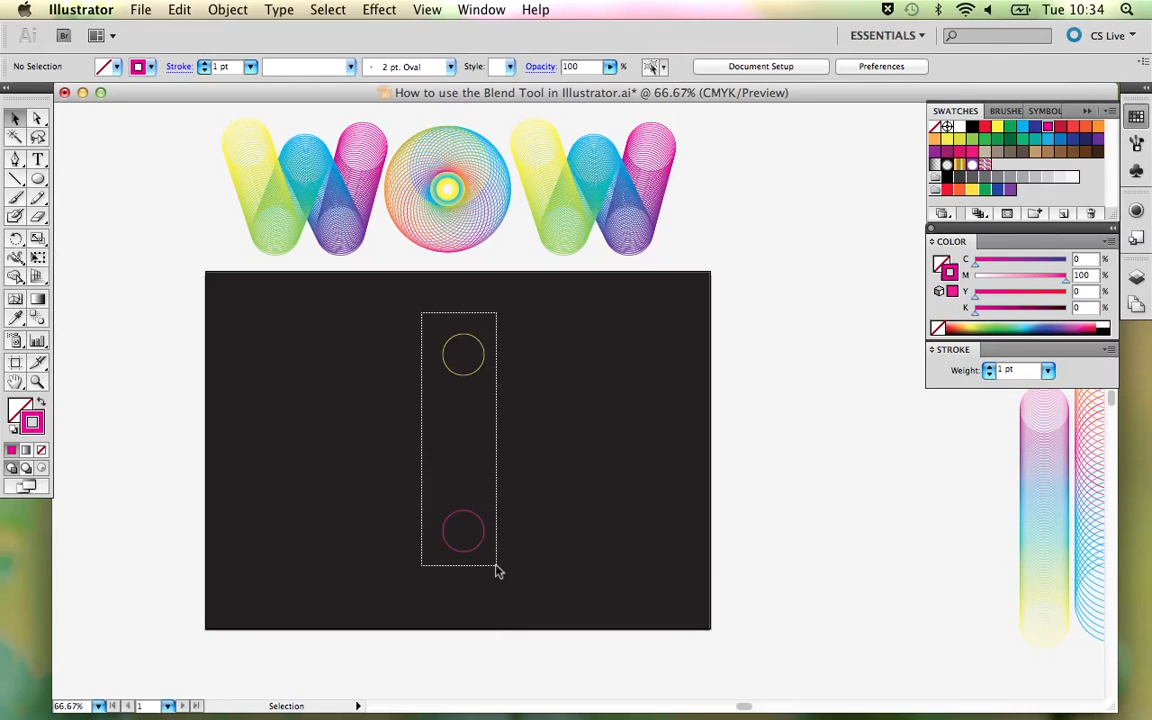 Illustrator File Edit Object Type Select Effect View Window Help Tue 10:34
Ai Br ESSENTIALS CS Live
No Selection Stroke: 1 pt 2 pt. Oval Style: Opacity: 100 % Document Setup Preferences
How to use the Blend Tool in Illustrator.ai* @ 66.67% (CMYK/Preview)
WOW
SWATCHES BRUSHE SYMBOL
COLOR
C 0 %
M 100 %
Y 0 %
K 0 %
STROKE
Weight: 1 pt
66.67% 1 Selection